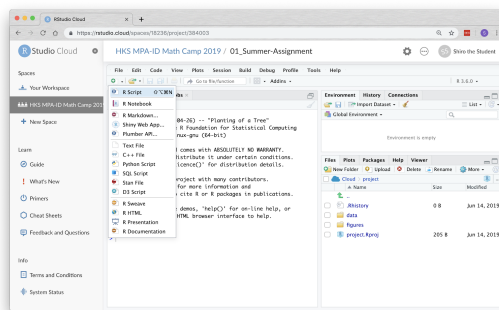 RStudio Cloud
https://rstudio.cloud/spaces/18236/project/384003
RStudio Cloud
HKS MPA-ID Math Camp 2019 / 01_Summer-Assignment
Shiro the Student
Spaces
Your Workspace
HKS MPA-ID Math Camp 201
New Space
Learn
Guide
What's New
Primers
Cheat Sheets
Feedback and Questions
Info
Terms and Conditions
System Status
File Edit Code View Plots Session Build Debug Profile Tools Help
Go to file/function
Addins
R 3.6.0
R Script ⇧⌥⌘N
R Notebook
R Markdown...
Shiny Web App...
Plumber API...
Text File
C++ File
Python Script
SQL Script
Stan File
D3 Script
R Sweave
R HTML
R Presentation
R Documentation
04-26) -- "Planting of a Tree"
R Foundation for Statistical Computing
nux-gnu (64-bit)
comes with ABSOLUTELY NO WARRANTY.
istribute it under certain conditions.
icence()' for distribution details.
project with many contributors.
for more information and
cite R or R packages in publications.
demos, 'help()' for on-line help, or
HTML browser interface to help.
>
Environment History Connections
Import Dataset
List
Global Environment
Environment is empty
Files Plots Packages Help Viewer
New Folder Upload Delete Rename More
Cloud project
Name Size Modified
..
.Rhistory 0 B Jun 14, 2019
data
figures
project.Rproj 205 B Jun 14, 2019